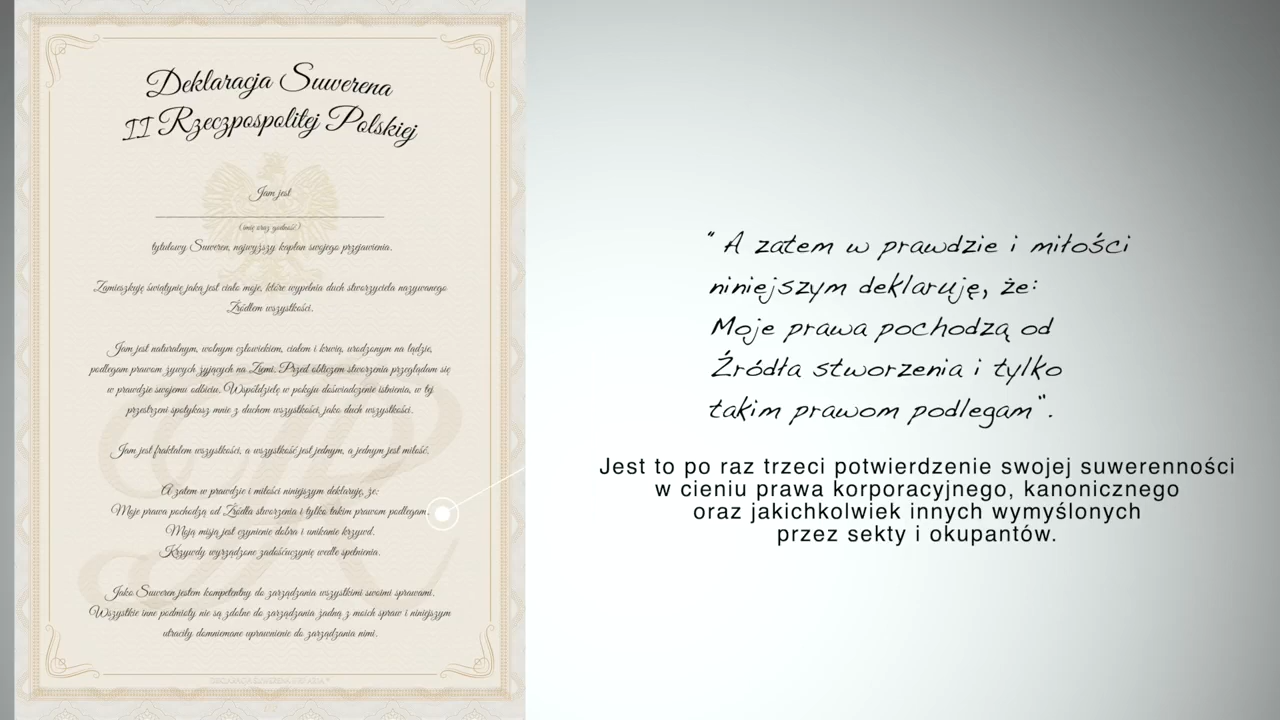 Deklaracja Suwerena
II Rzeczpospolitej Polskiej
Jam jest
(imię oraz godność)
tytułowy Suweren, najwyższy kapłan swojego przejawienia.
Zamieszkuję świątynie jaką jest ciało moje, które wypełnia duch stworzyciela nazywanego
Źródłem wszystkości.
Jam jest naturalnym, wolnym człowiekiem, ciałem i krwią, urodzonym na lądzie,
podlegam prawom żywych żyjących na Ziemi. Przed obliczem stworzenia przeglądam się
w prawdzie swojemu odbiciu. Współdzielę w pokoju doświadczenie istnienia, w tej
przestrzeni spotykasz mnie z duchem wszystkości, jako duch wszystkości.
Jam jest fraktalem wszystkości, a wszystkość jest jednym, a jednym jest miłość.
A zatem w prawdzie i miłości niniejszym deklaruję, że:
Moje prawa pochodzą od Źródła stworzenia i tylko takim prawom podlegam.
Moją misją jest czynienie dobra i unikanie krzywd.
Krzywdy wyrządzone zadośćuczynię wedle spełnienia.
Jako Suweren jestem kompetentny do zarządzania wszystkimi swoimi sprawami.
Wszystkie inne podmioty nie są zdolne do zarządzania żadną z moich spraw i niniejszym
utraciły domniemane uprawnienie do zarządzania nimi.
" A zatem w prawdzie i miłości
niniejszym deklaruję, że:
Moje prawa pochodzą od
Źródła stworzenia i tylko
takim prawom podlegam".
Jest to po raz trzeci potwierdzenie swojej suwerenności
w cieniu prawa korporacyjnego, kanonicznego
oraz jakichkolwiek innych wymyślonych
przez sekty i okupantów.